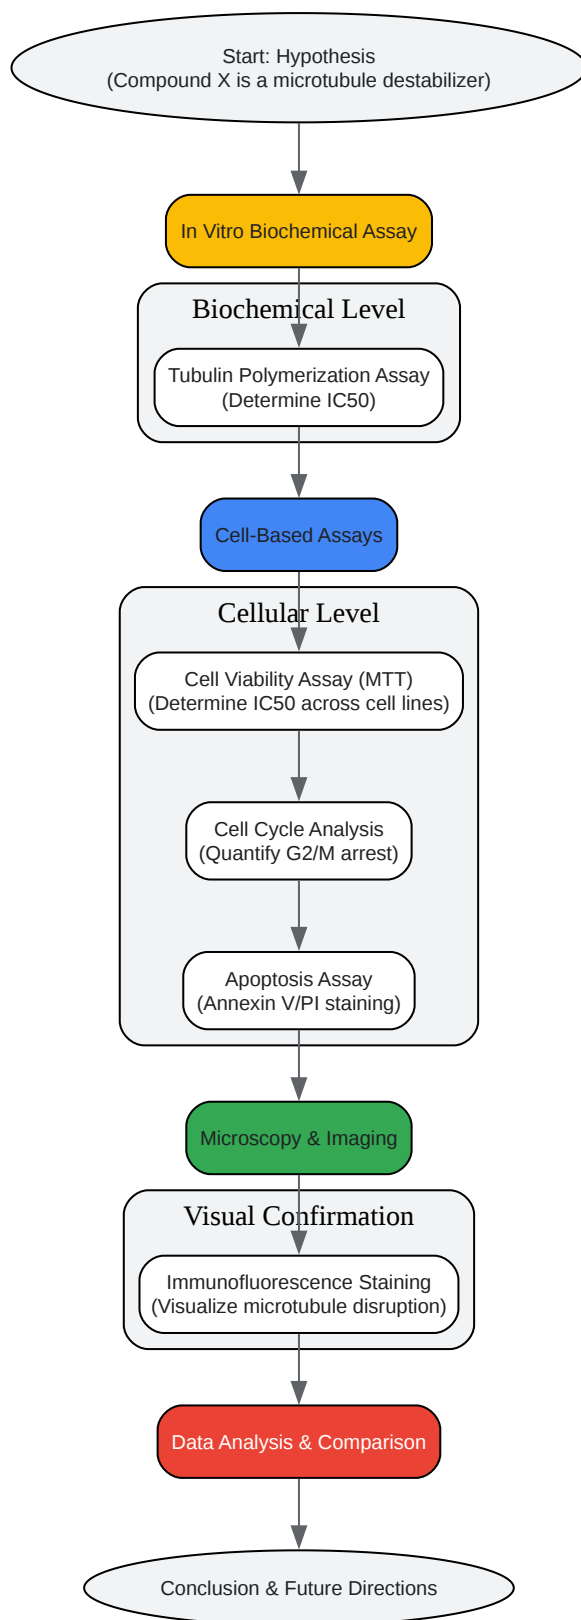 Start: Hypothesis
(Compound X is a microtubule destabilizer)
In Vitro Biochemical Assay
Biochemical Level
Tubulin Polymerization Assay
(Determine IC50)
Cell-Based Assays
Cellular Level
Cell Viability Assay (MTT)
(Determine IC50 across cell lines)
Cell Cycle Analysis
(Quantify G2/M arrest)
Apoptosis Assay
(Annexin V/PI staining)
Microscopy & Imaging
Visual Confirmation
Immunofluorescence Staining
(Visualize microtubule disruption)
Data Analysis & Comparison
Conclusion & Future Directions